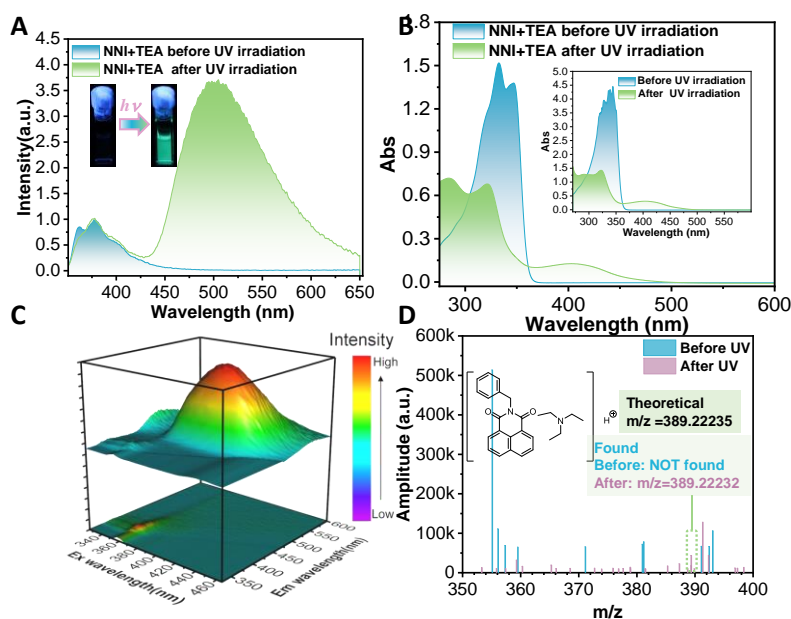 A
NNI+TEA before UV irradiation
NNI+TEA after UV irradiation
hν
Intensity(a.u.)
4.5
4.0
3.5
3.0
2.5
2.0
1.5
1.0
0.5
0.0
400 450 500 550 600 650
Wavelength (nm)
B
NNI+TEA before UV irradiation
NNI+TEA after UV irradiation
Abs
1.8
1.5
1.2
0.9
0.6
0.3
0.0
300 400 500 600
Wavelength (nm)
Before UV irradiation
After UV irradiation
Abs
5.0
4.5
4.0
3.5
3.0
2.5
2.0
1.5
1.0
0.5
0.0
300 350 400 450 500
Wavelength (nm)
C
Intensity
High
Low
340 360 380 400 420 440 460
Ex wavelength(nm)
350 400 450 500 550 600
Em wavelength(nm)
D
Before UV
After UV
Amplitude (a.u.)
600k
500k
400k
300k
200k
100k
0
350 360 370 380 390 400
m/z
O N O
N
H⊕
Theoretical
m/z =389.22235
Found
Before: NOT found
After: m/z=389.22232